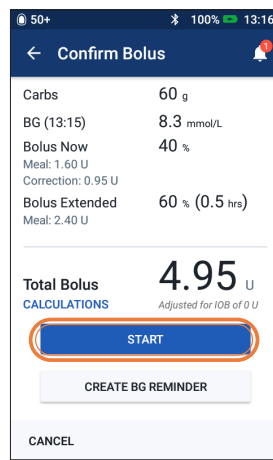 50+ 100% 13:16
Confirm Bolus
Carbs 60 g
BG (13:15) 8.3 mmol/L
Bolus Now 40 %
Meal: 1.60 U
Correction: 0.95 U
Bolus Extended 60 % (0.5 hrs)
Meal: 2.40 U
Total Bolus 4.95 U
CALCULATIONS Adjusted for IOB of 0 U
START
CREATE BG REMINDER
CANCEL